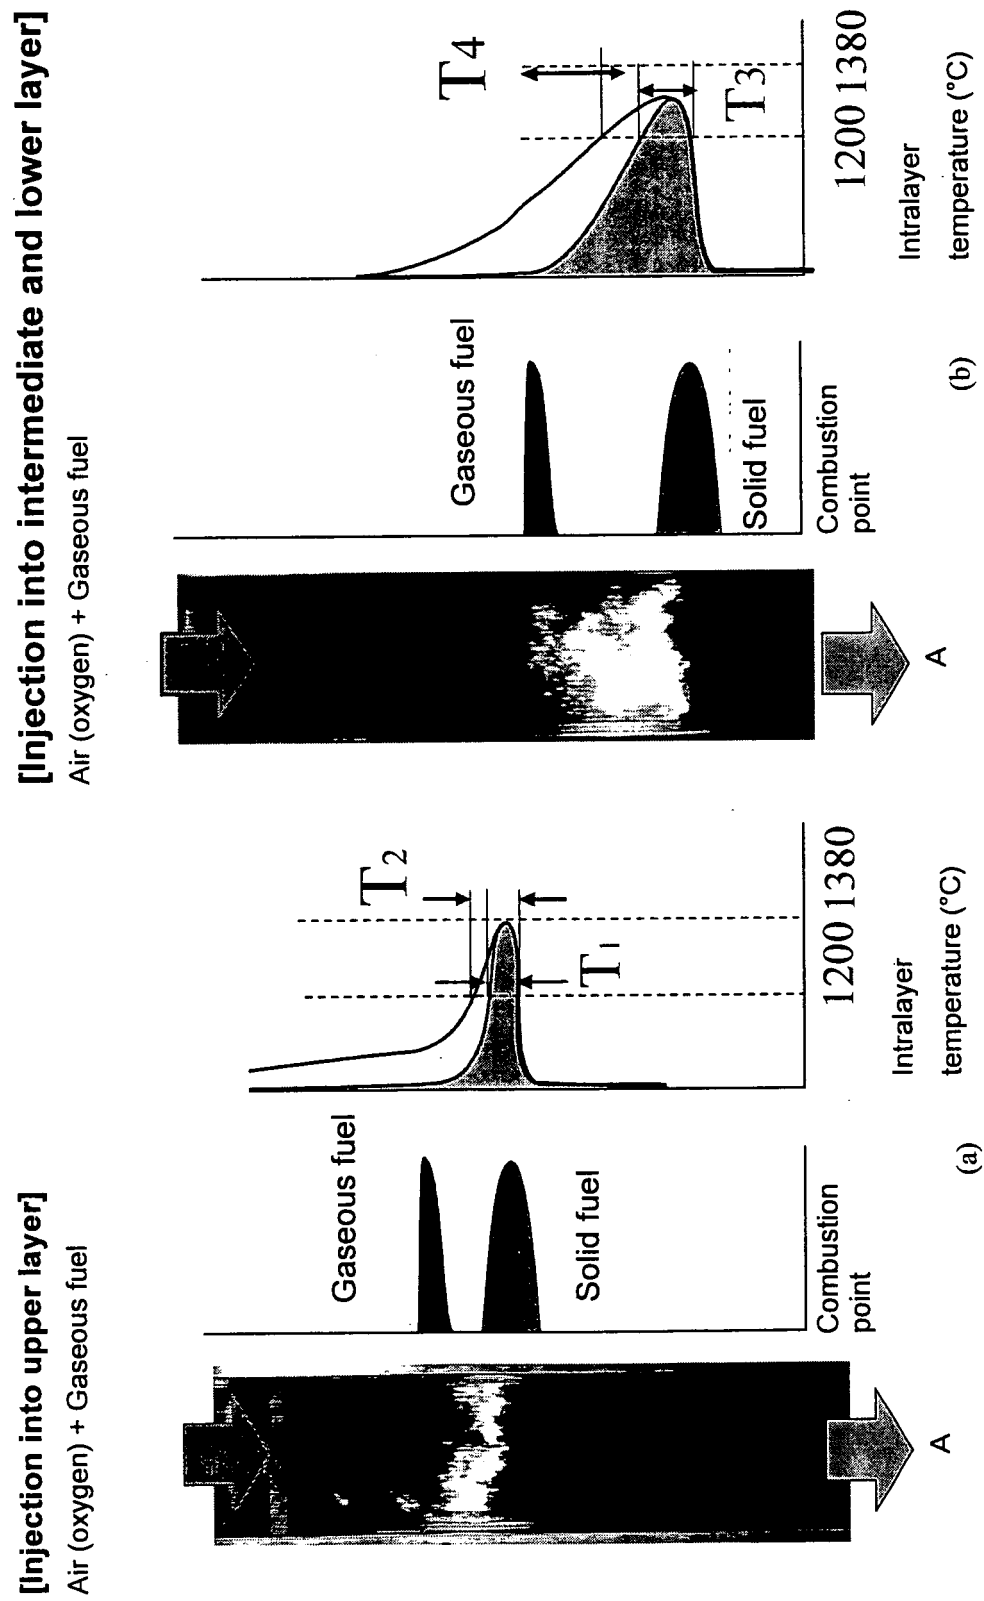 [Injection into upper layer]
Air (oxygen) + Gaseous fuel
Gaseous fuel
Solid fuel
Combustion
point
T2
T1
1200 1380
Intralayer
temperature (°C)
A
(a)
[Injection into intermediate and lower layer]
Air (oxygen) + Gaseous fuel
Gaseous fuel
Solid fuel
Combustion
point
T4
T3
1200 1380
Intralayer
temperature (°C)
A
(b)